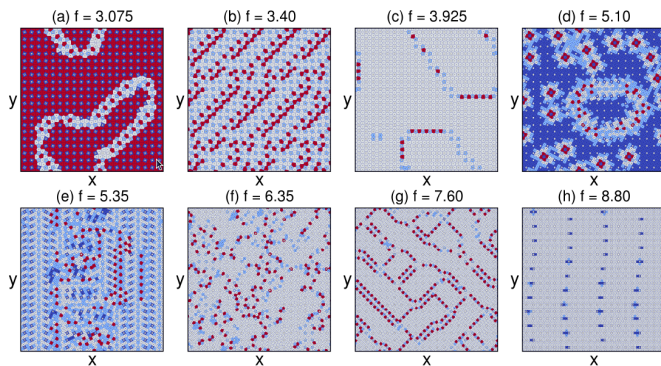 (a) f = 3.075
(b) f = 3.40
(c) f = 3.925
(d) f = 5.10
y
y
y
y
x
x
x
x
(e) f = 5.35
(f) f = 6.35
(g) f = 7.60
(h) f = 8.80
y
y
y
y
x
x
x
x